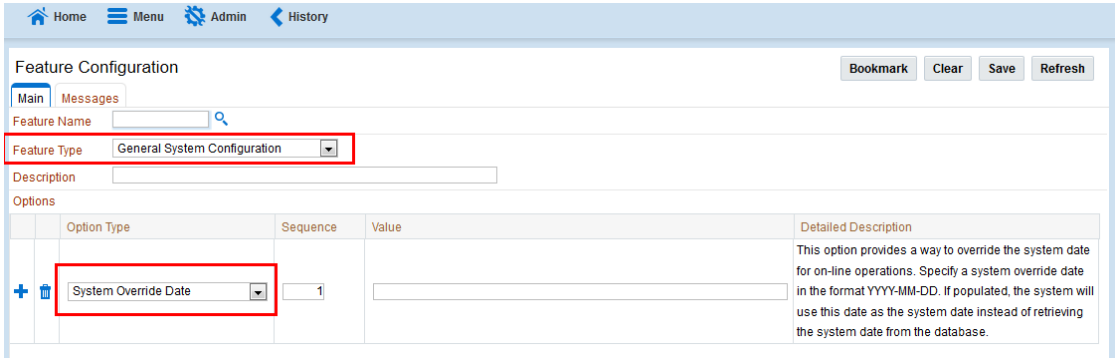 Home Menu Admin History
Feature Configuration Bookmark Clear Save Refresh
Main Messages
Feature Name
Feature Type General System Configuration
Description
Options
Option Type Sequence Value Detailed Description
System Override Date 1
This option provides a way to override the system date
for on-line operations. Specify a system override date
in the format YYYY-MM-DD. If populated, the system will
use this date as the system date instead of retrieving
the system date from the database.